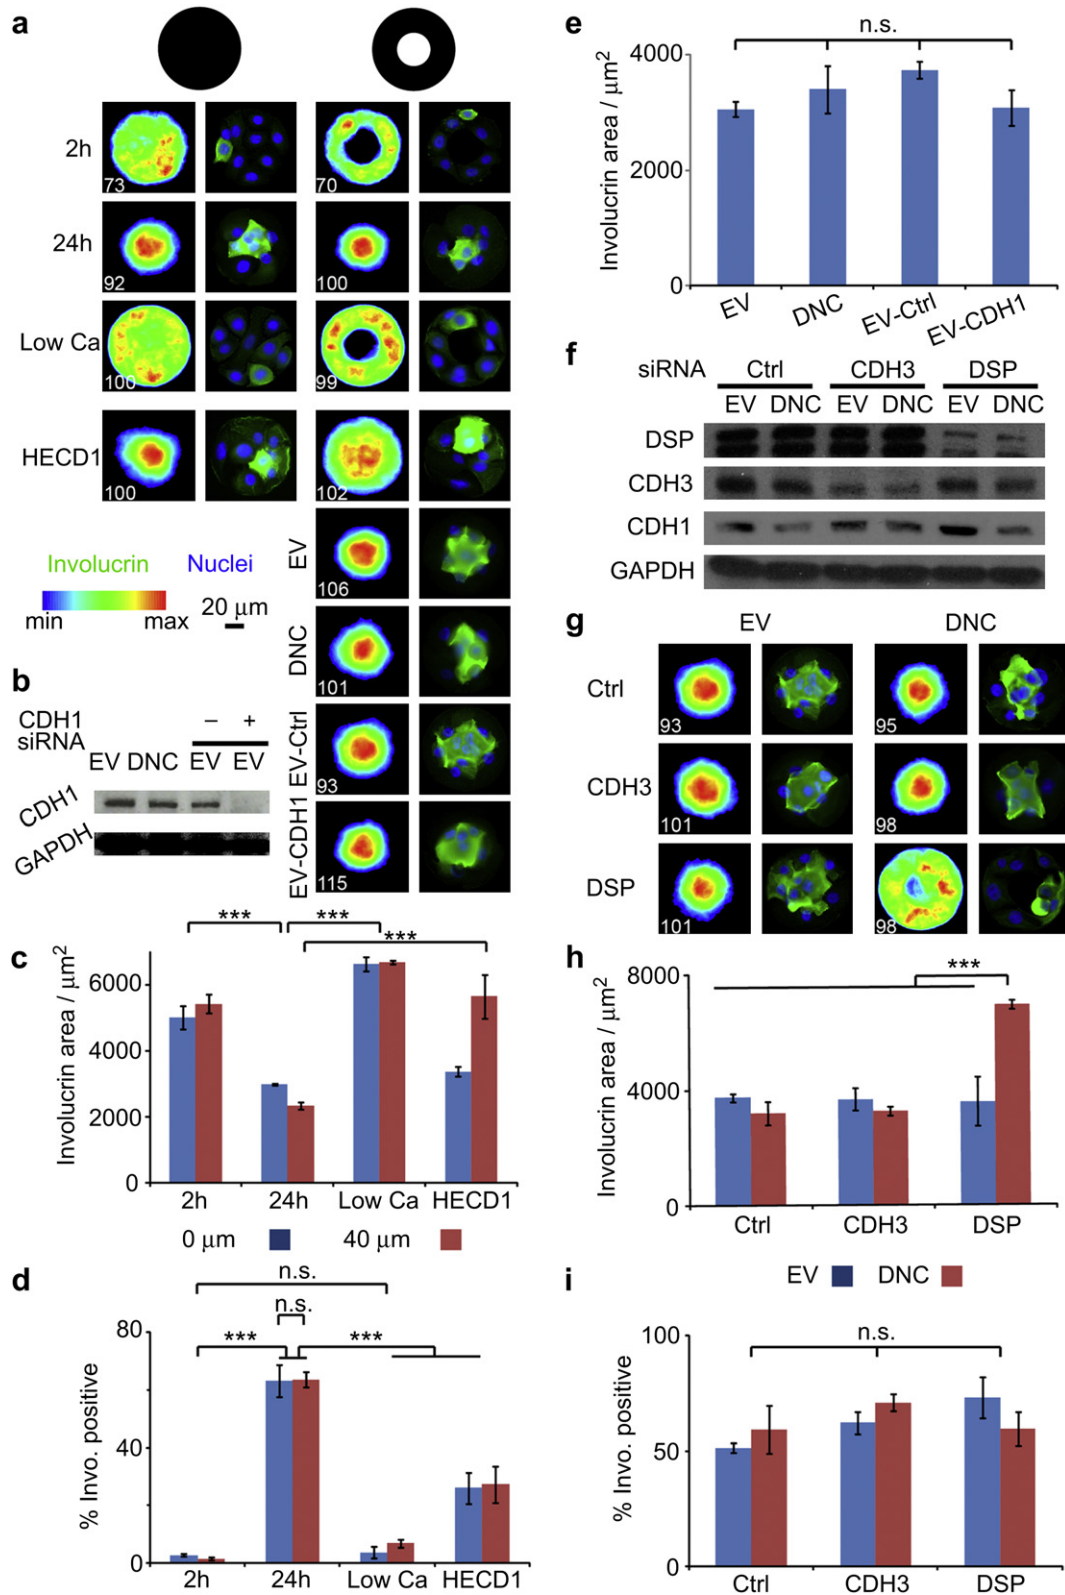 a
2h
73
70
24h
92
100
Low Ca
100
99
HECD1
100
102
Involucrin Nuclei
min max
20 μm
EV
106
DNC
101
EV-Ctrl
93
EV-CDH1
115
b
CDH1 siRNA – +
EV DNC EV EV
CDH1
GAPDH
c
*** *** ***
Involucrin area / μm²
6000
4000
2000
0
2h 24h Low Ca HECD1
0 μm 40 μm
d
n.s.
n.s.
*** ***
% Invo. positive
80
40
0
2h 24h Low Ca HECD1
e
n.s.
Involucrin area / μm²
4000
2000
0
EV DNC EV-Ctrl EV-CDH1
f
siRNA Ctrl CDH3 DSP
EV DNC EV DNC EV DNC
DSP
CDH3
CDH1
GAPDH
g
EV DNC
Ctrl
93
95
CDH3
101
98
DSP
101
98
h
***
Involucrin area / μm²
8000
4000
0
Ctrl CDH3 DSP
EV DNC
i
n.s.
% Invo. positive
100
50
0
Ctrl CDH3 DSP